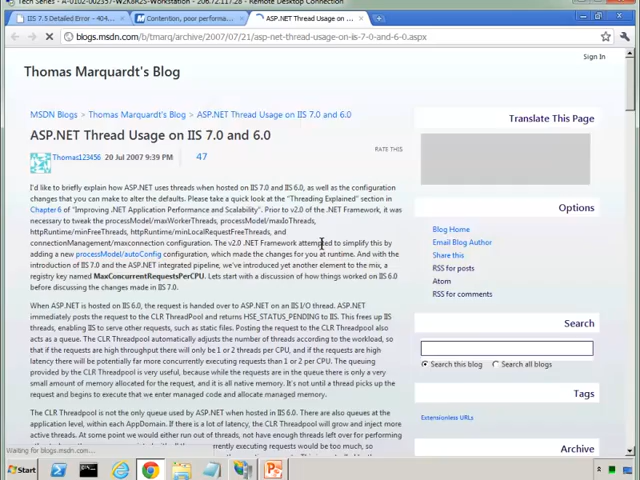 Tech Series - A-0102-002357-W2K8R2S-PREM - 206.72.117.28 - Remote Desktop Connection
IIS 7.5 Detailed Error - 404....
Contention, poor performa...
ASP.NET Thread Usage on ...
blogs.msdn.com/b/tmarq/archive/2007/07/21/asp-net-thread-usage-on-iis-7-0-and-6-0.aspx
Sign In
Thomas Marquardt's Blog
MSDN Blogs > Thomas Marquardt's Blog > ASP.NET Thread Usage on IIS 7.0 and 6.0
ASP.NET Thread Usage on IIS 7.0 and 6.0
RATE THIS
Thomas123456 20 Jul 2007 9:39 PM 47
I'd like to briefly explain how ASP.NET uses threads when hosted on IIS 7.0 and IIS 6.0, as well as the configuration
changes that you can make to alter the defaults. Please take a quick look at the "Threading Explained" section in
Chapter 6 of "Improving .NET Application Performance and Scalability". Prior to v2.0 of the .NET Framework, it was
necessary to tweak the processModel/maxWorkerThreads, processModel/maxIoThreads,
httpRuntime/minFreeThreads, httpRuntime/minLocalRequestFreeThreads, and
connectionManagement/maxconnection configuration. The v2.0 .NET Framework attempted to simplify this by
adding a new processModel/autoConfig configuration, which made the changes for you at runtime. And with the
introduction of IIS 7.0 and the ASP.NET integrated pipeline, we've introduced yet another element to the mix, a
registry key named MaxConcurrentRequestsPerCPU. Lets start with a discussion of how things worked on IIS 6.0
before discussing the changes made in IIS 7.0.
When ASP.NET is hosted on IIS 6.0, the request is handed over to ASP.NET on an IIS I/O thread. ASP.NET
immediately posts the request to the CLR ThreadPool and returns HSE_STATUS_PENDING to IIS. This frees up IIS
threads, enabling IIS to serve other requests, such as static files. Posting the request to the CLR Threadpool also
acts as a queue. The CLR Threadpool automatically adjusts the number of threads according to the workload, so
that if the requests are high throughput there will only be 1 or 2 threads per CPU, and if the requests are high
latency there will be potentially far more concurrently executing requests than 1 or 2 per CPU. The queuing
provided by the CLR Threadpool is very useful, because while the requests are in the queue there is only a very
small amount of memory allocated for the request, and it is all native memory. It's not until a thread picks up the
request and begins to execute that we enter managed code and allocate managed memory.
The CLR Threadpool is not the only queue used by ASP.NET when hosted in IIS 6.0. There are also queues at the
application level, within each AppDomain. If there is a lot of latency, the CLR Threadpool will grow and inject more
active threads. At some point we would either run out of threads, not have enough threads left over for performing
Translate This Page
Options
Blog Home
Email Blog Author
Share this
RSS for posts
Atom
RSS for comments
Search
Search this blog Search all blogs
Tags
Extensionless URLs
Archive
Waiting for blogs.msdn.com...
Start